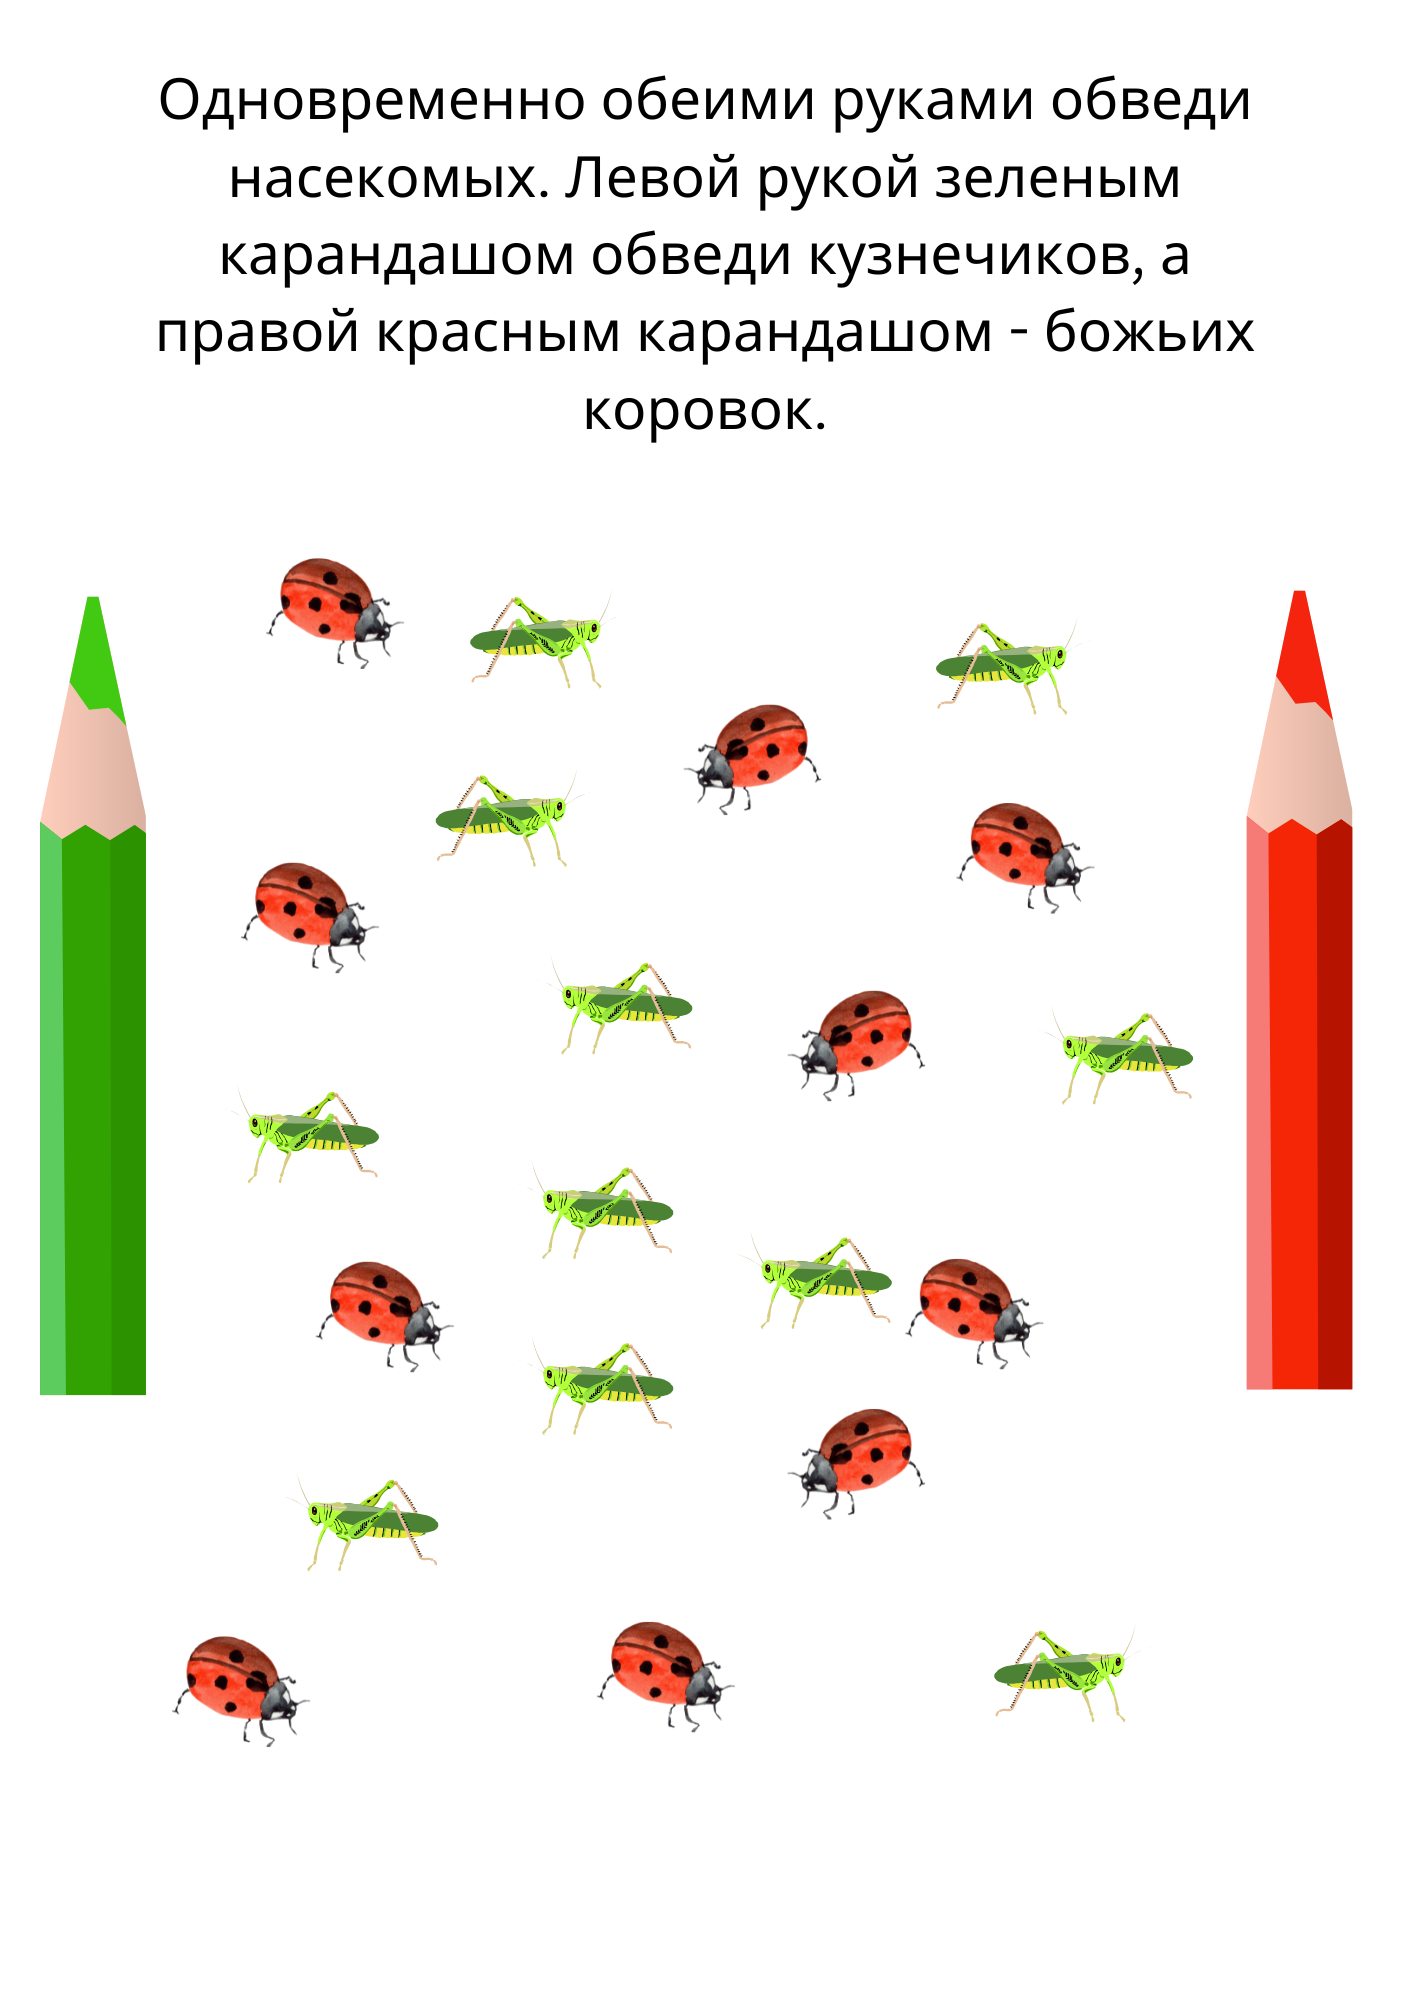 Одновременно обеими руками обведи
насекомых. Левой рукой зеленым
карандашом обведи кузнечиков, а
правой красным карандашом - божьих
коровок.